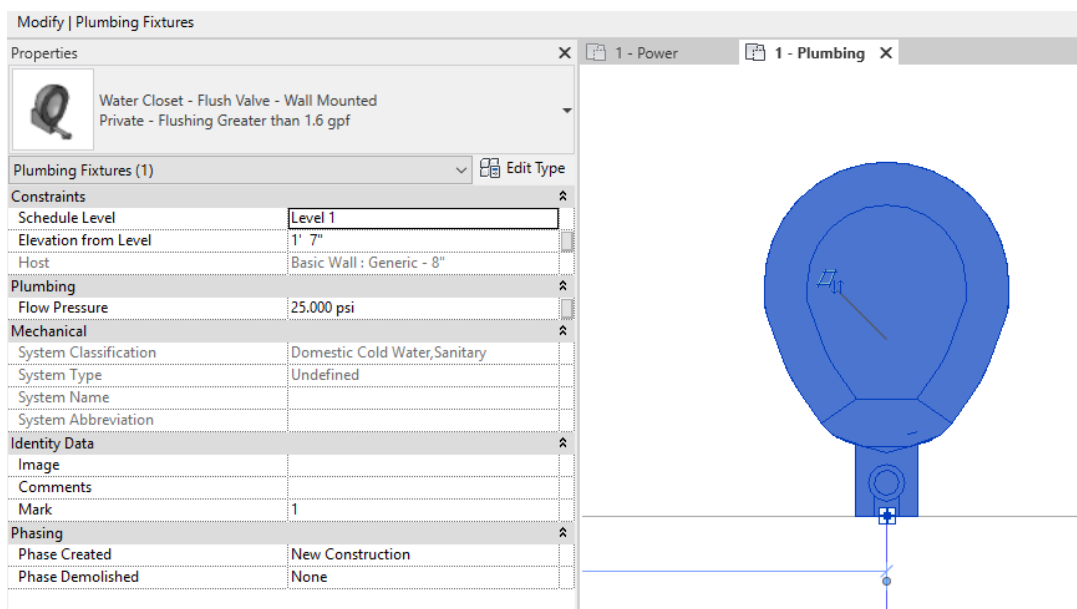 Modify | Plumbing Fixtures
Properties
1 - Power
1 - Plumbing
Water Closet - Flush Valve - Wall Mounted
Private - Flushing Greater than 1.6 gpf
Plumbing Fixtures (1)
Edit Type
Constraints
Schedule Level Level 1
Elevation from Level 1' 7"
Host Basic Wall : Generic - 8"
Plumbing
Flow Pressure 25.000 psi
Mechanical
System Classification Domestic Cold Water,Sanitary
System Type Undefined
System Name
System Abbreviation
Identity Data
Image
Comments
Mark 1
Phasing
Phase Created New Construction
Phase Demolished None